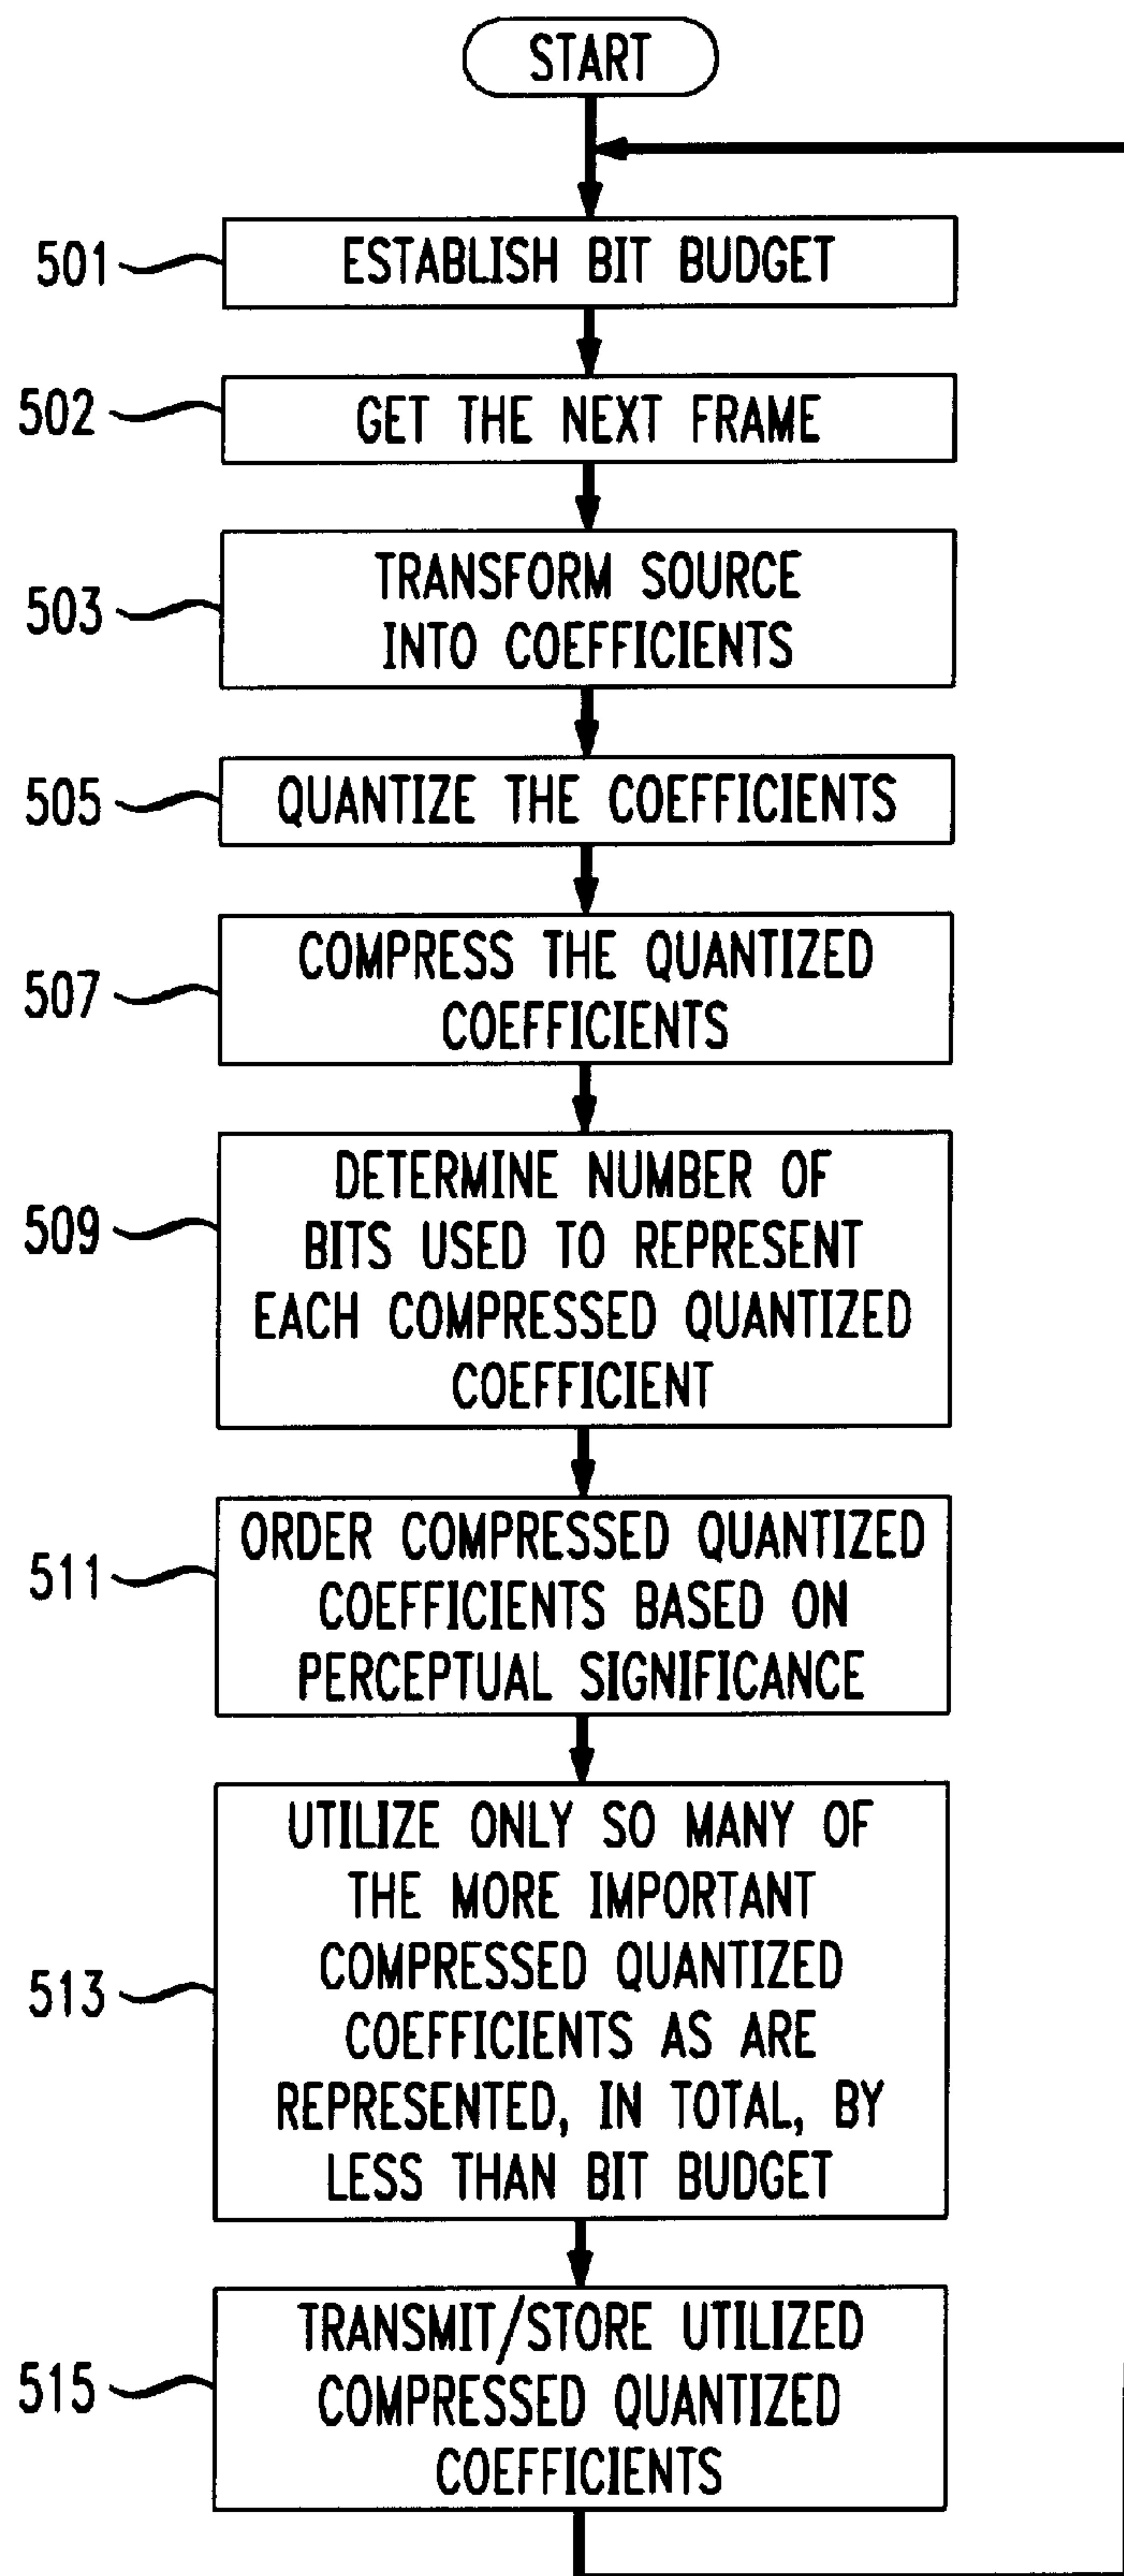 START
501
ESTABLISH BIT BUDGET
502
GET THE NEXT FRAME
503
TRANSFORM SOURCE
INTO COEFFICIENTS
505
QUANTIZE THE COEFFICIENTS
507
COMPRESS THE QUANTIZED
COEFFICIENTS
509
DETERMINE NUMBER OF
BITS USED TO REPRESENT
EACH COMPRESSED QUANTIZED
COEFFICIENT
511
ORDER COMPRESSED QUANTIZED
COEFFICIENTS BASED ON
PERCEPTUAL SIGNIFICANCE
513
UTILIZE ONLY SO MANY OF
THE MORE IMPORTANT
COMPRESSED QUANTIZED
COEFFICIENTS AS ARE
REPRESENTED, IN TOTAL, BY
LESS THAN BIT BUDGET
515
TRANSMIT/STORE UTILIZED
COMPRESSED QUANTIZED
COEFFICIENTS